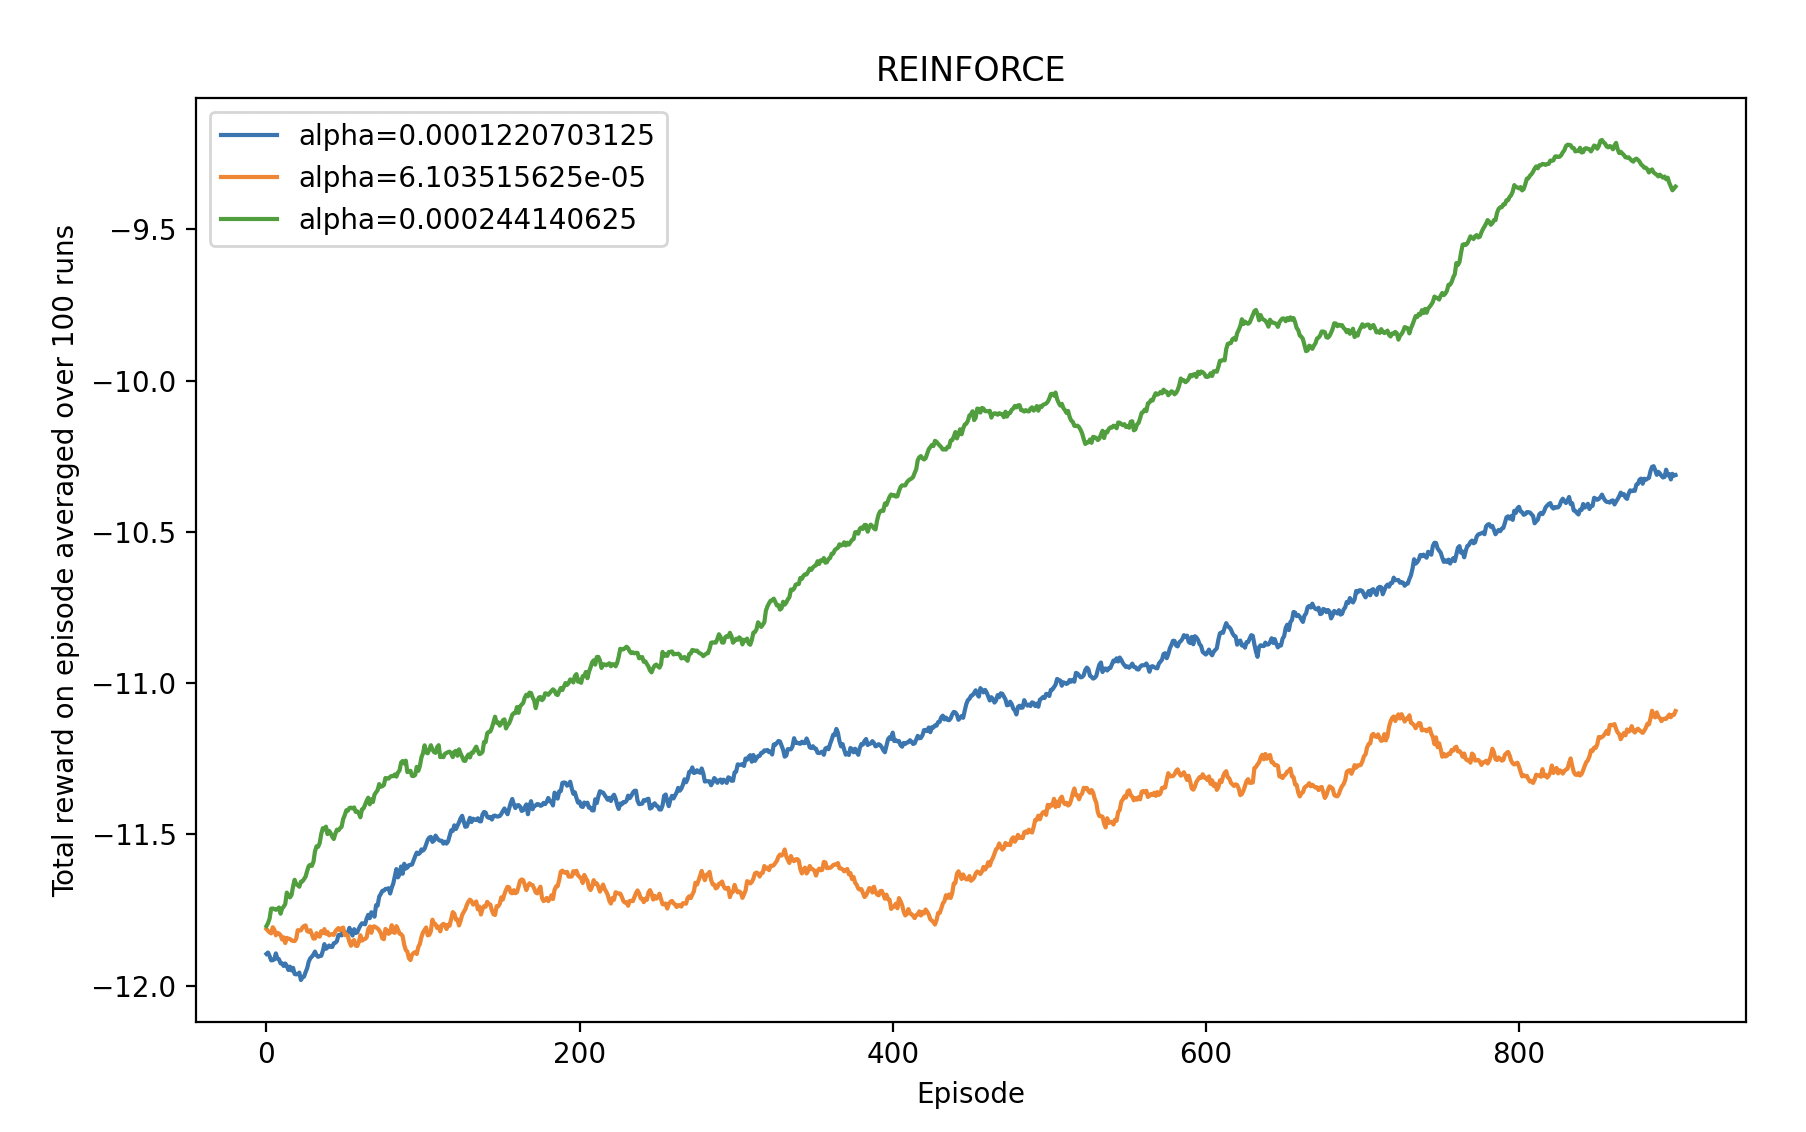 REINFORCE
alpha=0.0001220703125
alpha=6.103515625e-05
alpha=0.000244140625
Total reward on episode averaged over 100 runs
−9.5
−10.0
−10.5
−11.0
−11.5
−12.0
0 200 400 600 800
Episode